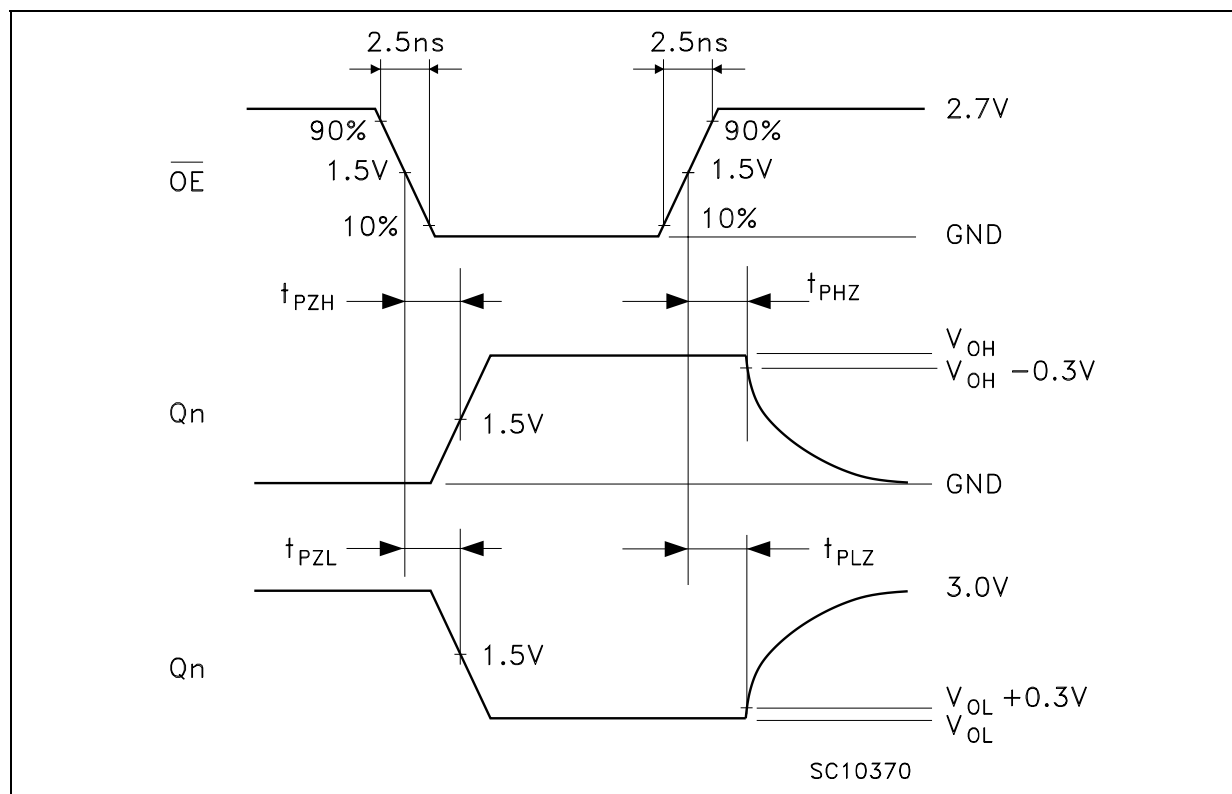 2.5ns 2.5ns
2.7V
90% 90%
OE 1.5V 1.5V
10% 10%
GND
tPZH tPHZ
VOH
VOH −0.3V
Qn 1.5V
GND
tPZL tPLZ
3.0V
Qn 1.5V
VOL +0.3V
VOL
SC10370